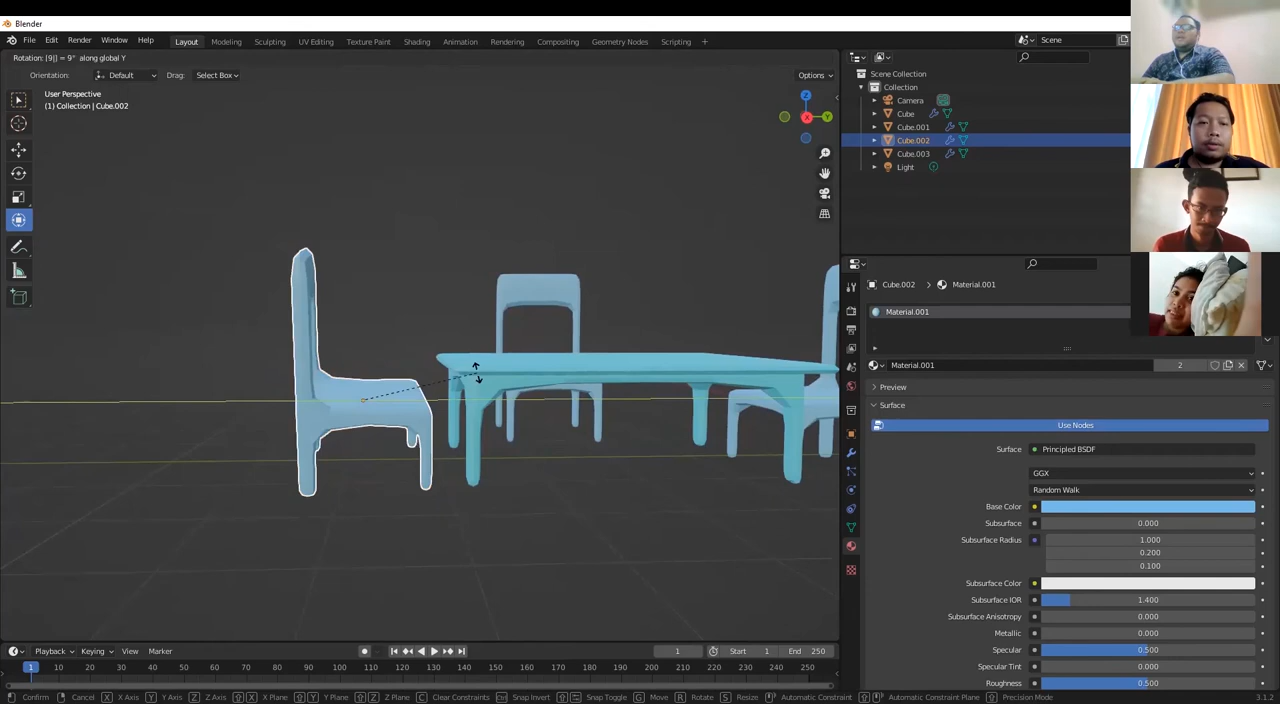 Blender
File Edit Render Window Help
Layout Modeling Sculpting UV Editing Texture Paint Shading Animation Rendering Compositing Geometry Nodes Scripting +
Scene
Rotation: [9|] = 9° along global Y
Orientation: Default Drag: Select Box
Options
User Perspective
(1) Collection | Cube.002
Z
X
Y
Scene Collection
Collection
Camera
Cube
Cube.001
Cube.002
Cube.003
Light
Cube.002 > Material.001
Material.001
Material.001 2
Preview
Surface
Use Nodes
Surface Principled BSDF
GGX
Random Walk
Base Color
Subsurface 0.000
Subsurface Radius 1.000
0.200
0.100
Subsurface Color
Subsurface IOR 1.400
Subsurface Anisotropy 0.000
Metallic 0.000
Specular 0.500
Specular Tint 0.000
Roughness 0.500
Playback Keying View Marker
1 Start 1 End 250
1 10 20 30 40 50 60 70 80 90 100 110 120 130 140 150 160 170 180 190 200 210 220 230 240 250
Confirm Cancel X X Axis Y Y Axis Z Z Axis X X Plane Y Y Plane Z Z Plane C Clear Constraints Snap Invert Snap Toggle G Move R Rotate S Resize Automatic Constraint Automatic Constraint Plane Precision Mode
3.1.2